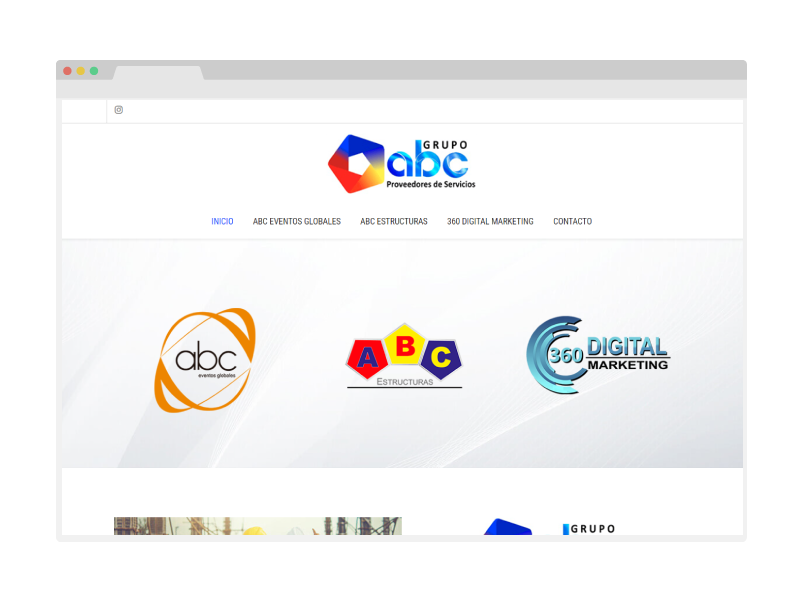 GRUPO
abc
Proveedores de Servicios
INICIO ABC EVENTOS GLOBALES ABC ESTRUCTURAS 360 DIGITAL MARKETING CONTACTO
abc
eventos globales
A B C
ESTRUCTURAS
360 DIGITAL
MARKETING
GRUPO